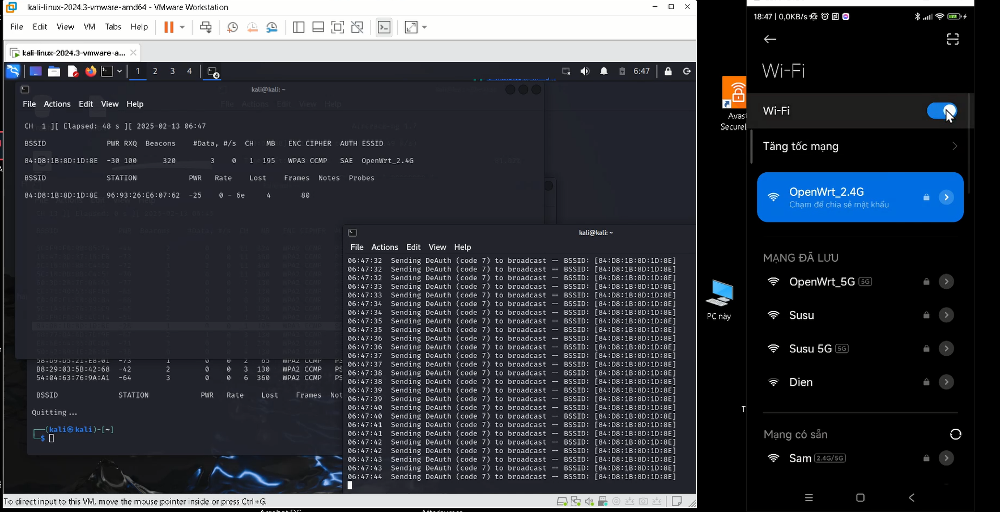 kali-linux-2024.3-vmware-amd64 - VMware Workstation
File Edit View VM Tabs Help
kali-linux-2024.3-vmware-a...
1 2 3 4 4 6:47
kali@kali: ~
File Actions Edit View Help
CH 1 ][ Elapsed: 48 s ][ 2025-02-13 06:47
BSSID PWR RXQ Beacons #Data, #/s CH MB ENC CIPHER AUTH ESSID
84:D8:1B:8D:1D:8E -30 100 320 3 0 1 195 WPA3 CCMP SAE OpenWrt_2.4G
BSSID STATION PWR Rate Lost Frames Notes Probes
84:D8:1B:8D:1D:8E 96:93:26:E6:07:62 -25 0 - 6e 4 80
58:D9:D5:21:E8:01 -73 1 0 0 2 65 WPA2 CCMP PS
B8:29:03:5B:42:68 -42 2 0 0 3 130 WPA2 CCMP PS
54:04:63:76:9A:A1 -64 3 0 0 6 360 WPA2 CCMP PS
BSSID STATION PWR Rate Lost Frames Not
Quitting...
(kali㉿kali)-[~]
$
kali@kali: ~
File Actions Edit View Help
06:47:32 Sending DeAuth (code 7) to broadcast -- BSSID: [84:D8:1B:8D:1D:8E]
06:47:32 Sending DeAuth (code 7) to broadcast -- BSSID: [84:D8:1B:8D:1D:8E]
06:47:32 Sending DeAuth (code 7) to broadcast -- BSSID: [84:D8:1B:8D:1D:8E]
06:47:33 Sending DeAuth (code 7) to broadcast -- BSSID: [84:D8:1B:8D:1D:8E]
06:47:33 Sending DeAuth (code 7) to broadcast -- BSSID: [84:D8:1B:8D:1D:8E]
06:47:34 Sending DeAuth (code 7) to broadcast -- BSSID: [84:D8:1B:8D:1D:8E]
06:47:34 Sending DeAuth (code 7) to broadcast -- BSSID: [84:D8:1B:8D:1D:8E]
06:47:35 Sending DeAuth (code 7) to broadcast -- BSSID: [84:D8:1B:8D:1D:8E]
06:47:35 Sending DeAuth (code 7) to broadcast -- BSSID: [84:D8:1B:8D:1D:8E]
06:47:36 Sending DeAuth (code 7) to broadcast -- BSSID: [84:D8:1B:8D:1D:8E]
06:47:36 Sending DeAuth (code 7) to broadcast -- BSSID: [84:D8:1B:8D:1D:8E]
06:47:37 Sending DeAuth (code 7) to broadcast -- BSSID: [84:D8:1B:8D:1D:8E]
06:47:37 Sending DeAuth (code 7) to broadcast -- BSSID: [84:D8:1B:8D:1D:8E]
06:47:38 Sending DeAuth (code 7) to broadcast -- BSSID: [84:D8:1B:8D:1D:8E]
06:47:38 Sending DeAuth (code 7) to broadcast -- BSSID: [84:D8:1B:8D:1D:8E]
06:47:39 Sending DeAuth (code 7) to broadcast -- BSSID: [84:D8:1B:8D:1D:8E]
06:47:39 Sending DeAuth (code 7) to broadcast -- BSSID: [84:D8:1B:8D:1D:8E]
06:47:40 Sending DeAuth (code 7) to broadcast -- BSSID: [84:D8:1B:8D:1D:8E]
06:47:40 Sending DeAuth (code 7) to broadcast -- BSSID: [84:D8:1B:8D:1D:8E]
06:47:41 Sending DeAuth (code 7) to broadcast -- BSSID: [84:D8:1B:8D:1D:8E]
06:47:41 Sending DeAuth (code 7) to broadcast -- BSSID: [84:D8:1B:8D:1D:8E]
06:47:42 Sending DeAuth (code 7) to broadcast -- BSSID: [84:D8:1B:8D:1D:8E]
06:47:42 Sending DeAuth (code 7) to broadcast -- BSSID: [84:D8:1B:8D:1D:8E]
06:47:43 Sending DeAuth (code 7) to broadcast -- BSSID: [84:D8:1B:8D:1D:8E]
06:47:43 Sending DeAuth (code 7) to broadcast -- BSSID: [84:D8:1B:8D:1D:8E]
06:47:44 Sending DeAuth (code 7) to broadcast -- BSSID: [84:D8:1B:8D:1D:8E]
To direct input to this VM, move the mouse pointer inside or press Ctrl+G.
Avast
SecureL
PC này
18:47 | 0,0KB/s 77
Wi-Fi
Wi-Fi
Tăng tốc mạng
OpenWrt_2.4G
Chạm để chia sẻ mật khẩu
MẠNG ĐÃ LƯU
OpenWrt_5G 5G
Susu
Susu 5G 5G
Dien
Mạng có sẵn
Sam 2.4G/5G